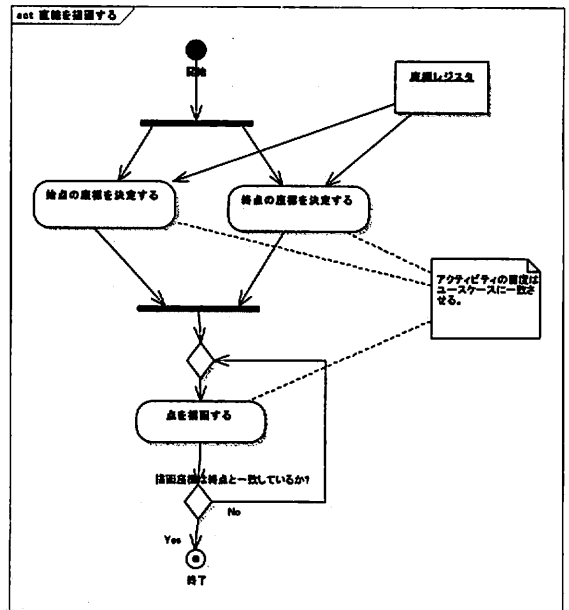 act 直線を描画する
開始
座標レジスタ
始点の座標を決定する
終点の座標を決定する
アクティビティの粒度は
ユースケースに一致さ
せる。
点を描画する
描画座標は終点と一致しているか?
No
Yes
終了